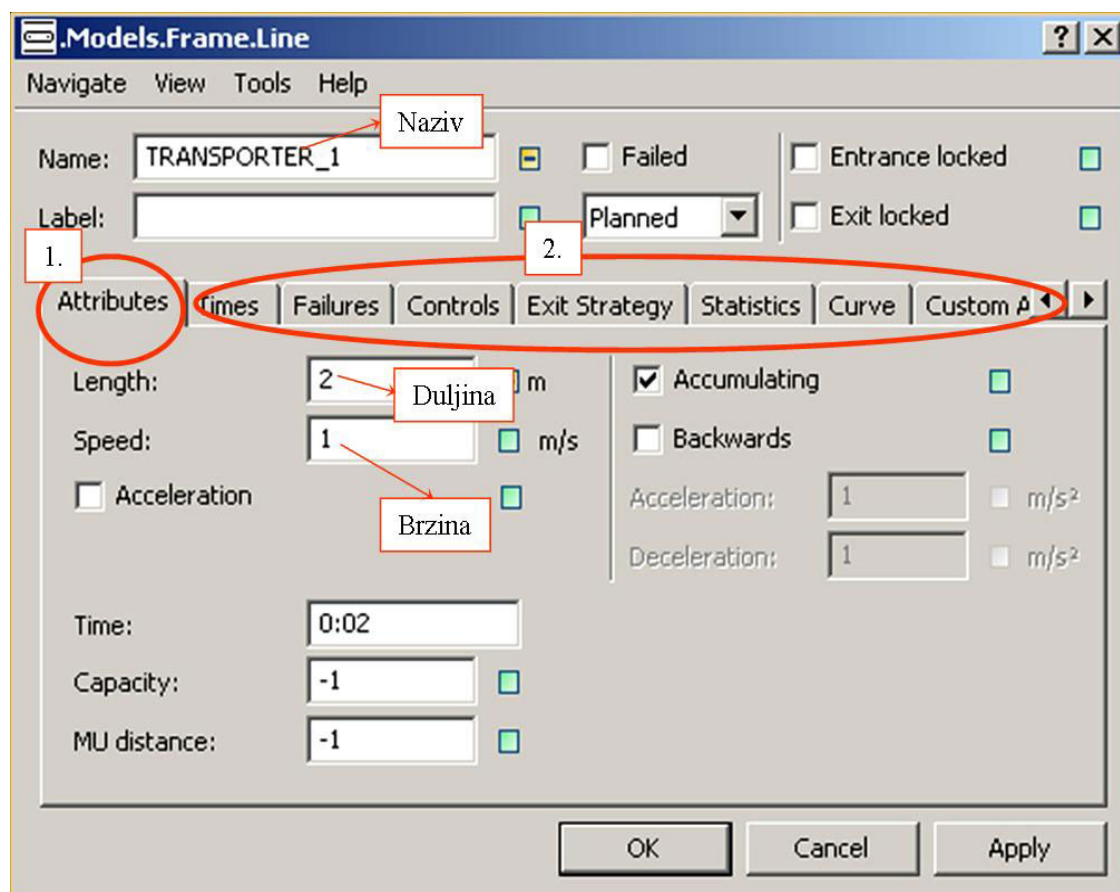 .Models.Frame.Line
Navigate View Tools Help
Naziv
Name: TRANSPORTER_1 Failed Entrance locked
Label: Planned Exit locked
1. 2.
Attributes Times Failures Controls Exit Strategy Statistics Curve Custom A
Length: 2 m Accumulating
Duljina
Speed: 1 m/s Backwards
Acceleration Acceleration: 1 m/s²
Brzina
Deceleration: 1 m/s²
Time: 0:02
Capacity: -1
MU distance: -1
OK Cancel Apply